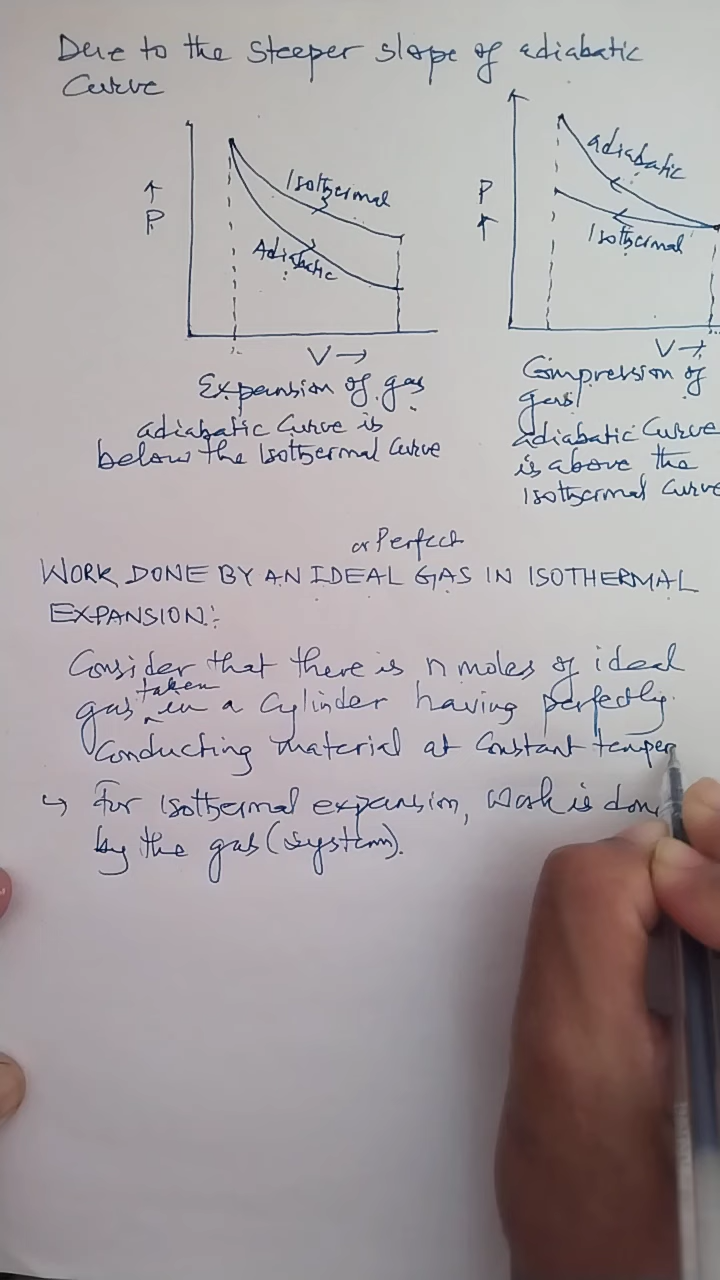 Due to the steeper slope of adiabatic
Curve
↑
P
Isothermal
Adiabatic
V→
Expansion of gas
adiabatic Curve is
below the Isothermal Curve
P
↑
adiabatic
Isothermal
V→
Compression of
gas
adiabatic Curve
is above the
Isothermal Curve
or Perfect
WORK DONE BY AN IDEAL GAS IN ISOTHERMAL
EXPANSION:
Consider that there is n moles of ideal
gas taken in a Cylinder having perfectly
Conducting material at Constant temper
↳ For Isothermal expansion, Work is done
by the gas (system).